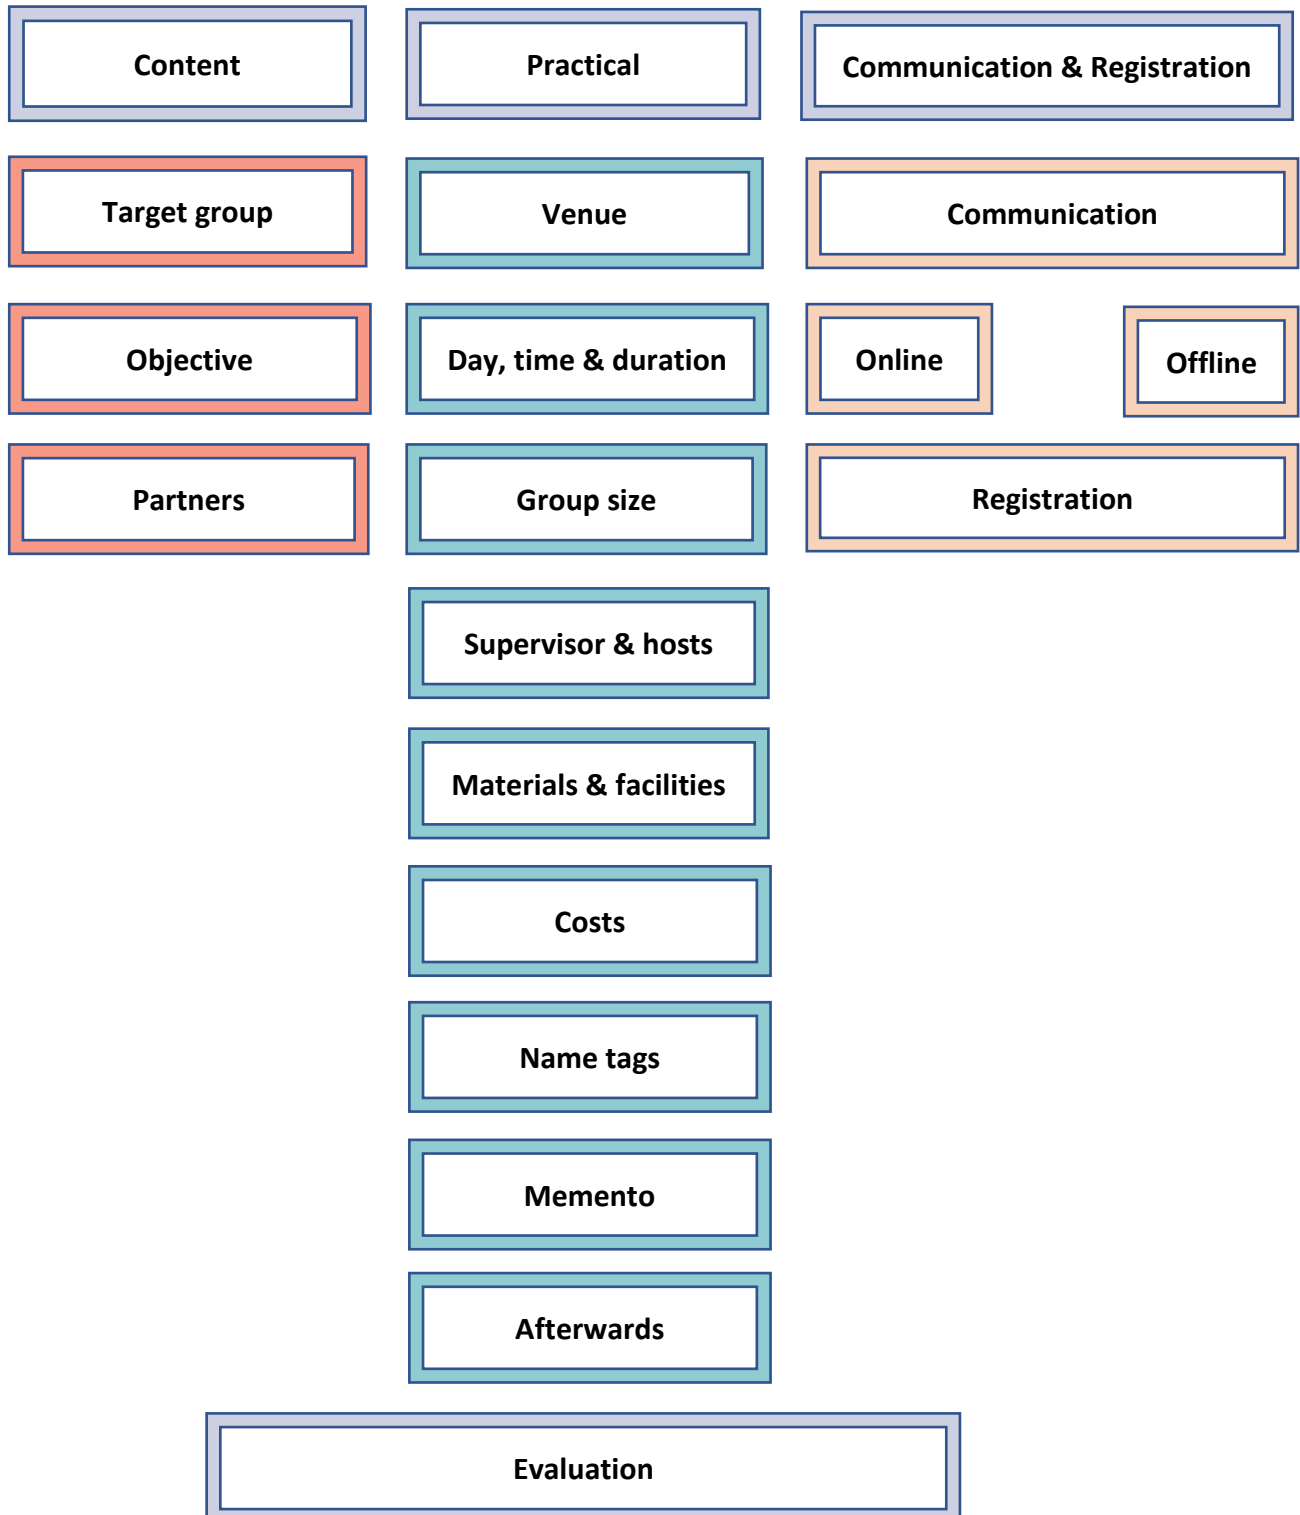 Content
Practical
Communication & Registration
Target group
Venue
Communication
Objective
Day, time & duration
Online
Offline
Partners
Group size
Registration
Supervisor & hosts
Materials & facilities
Costs
Name tags
Memento
Afterwards
Evaluation